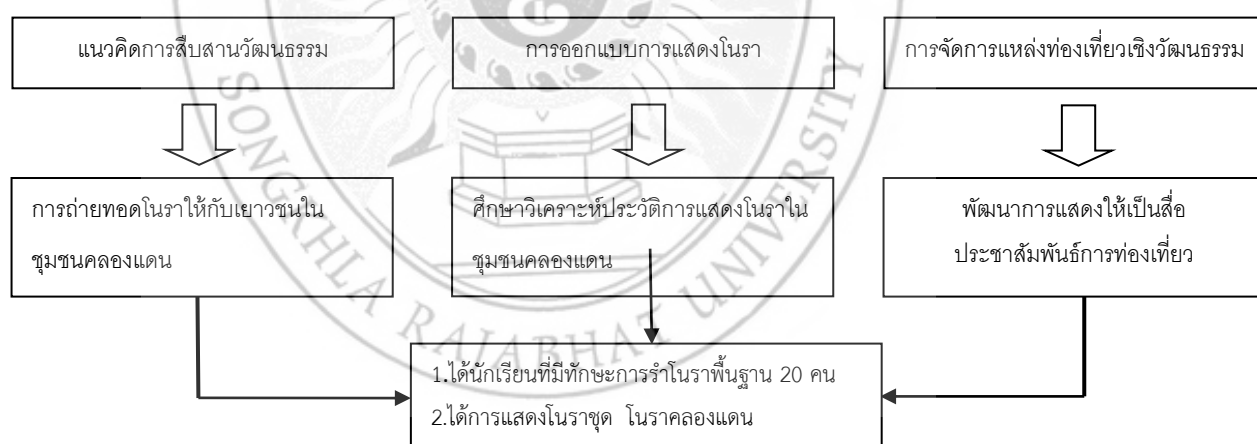 แนวคิดการสืบสานวัฒนธรรม
การออกแบบการแสดงโนรา
การจัดการแหล่งท่องเที่ยวเชิงวัฒนธรรม
การถ่ายทอดโนราให้กับเยาวชนใน
ชุมชนคลองแดน
ศึกษาวิเคราะห์ประวัติการแสดงโนราใน
ชุมชนคลองแดน
พัฒนาการแสดงให้เป็นสื่อ
ประชาสัมพันธ์การท่องเที่ยว
1.ได้นักเรียนที่มีทักษะการรำโนราพื้นฐาน 20 คน
2.ได้การแสดงโนราชุด โนราคลองแดน
SONGKHLA RAJABHAT UNIVERSITY